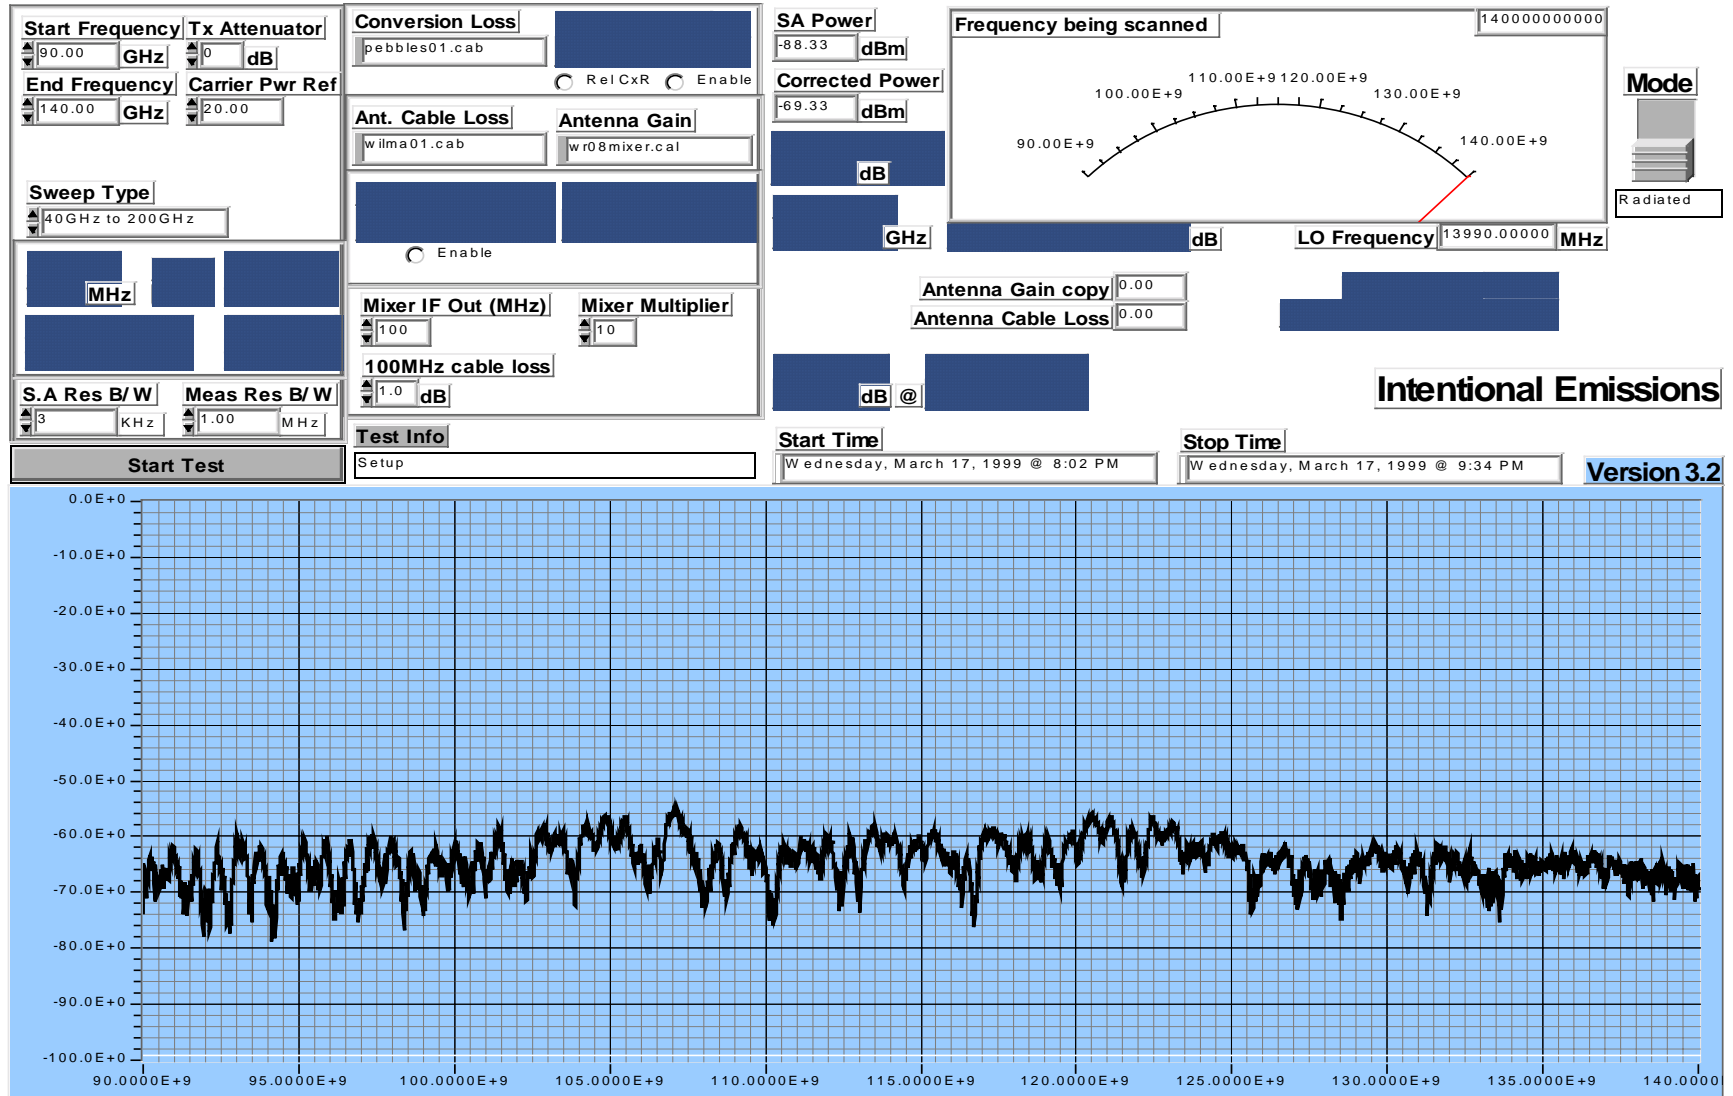 Start Frequency
90.00 GHz
Tx Attenuator
0 dB
End Frequency
140.00 GHz
Carrier Pwr Ref
20.00
Sweep Type
40GHz to 200GHz
MHz
S.A Res B/W
3 KHz
Meas Res B/W
1.00 MHz
Start Test
Conversion Loss
pebbles01.cab
Rel CxR
Enable
Ant. Cable Loss
wilma01.cab
Antenna Gain
wr08mixer.cal
Enable
Mixer IF Out (MHz)
100
Mixer Multiplier
10
100MHz cable loss
1.0 dB
Test Info
Setup
SA Power
-88.33 dBm
Corrected Power
-69.33 dBm
dB
GHz
dB
Frequency being scanned
140000000000
90.00E+9
100.00E+9
110.00E+9
120.00E+9
130.00E+9
140.00E+9
Mode
Radiated
LO Frequency 13990.00000 MHz
Antenna Gain copy 0.00
Antenna Cable Loss 0.00
dB @
Intentional Emissions
Start Time
Wednesday, March 17, 1999 @ 8:02 PM
Stop Time
Wednesday, March 17, 1999 @ 9:34 PM
Version 3.2
0.0E+0
-10.0E+0
-20.0E+0
-30.0E+0
-40.0E+0
-50.0E+0
-60.0E+0
-70.0E+0
-80.0E+0
-90.0E+0
-100.0E+0
90.0000E+9 95.0000E+9 100.0000E+9 105.0000E+9 110.0000E+9 115.0000E+9 120.0000E+9 125.0000E+9 130.0000E+9 135.0000E+9 140.0000